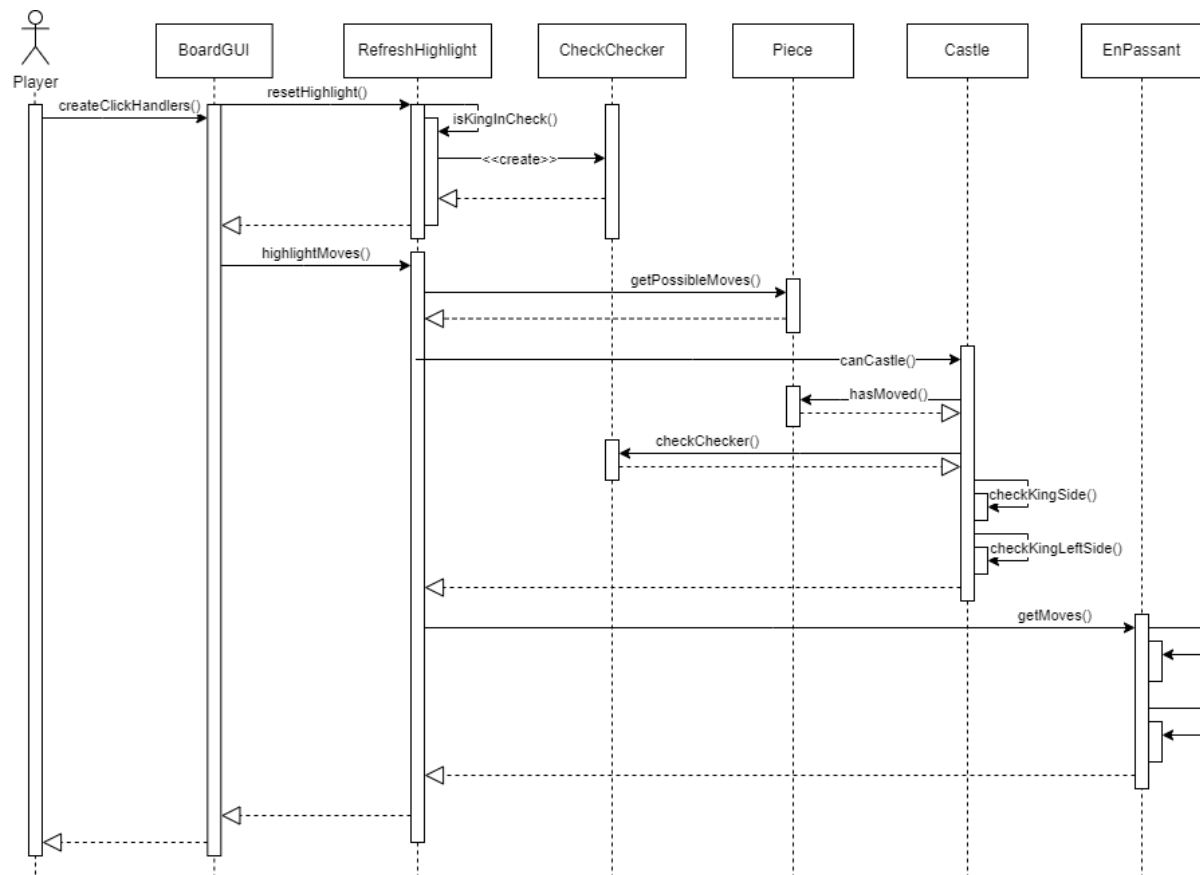 BoardGUI
RefreshHighlight
CheckChecker
Piece
Castle
EnPassant
Player
resetHighlight()
createClickHandlers()
isKingInCheck()
<<create>>
highlightMoves()
getPossibleMoves()
canCastle()
hasMoved()
checkChecker()
checkKingSide()
checkKingLeftSide()
getMoves()